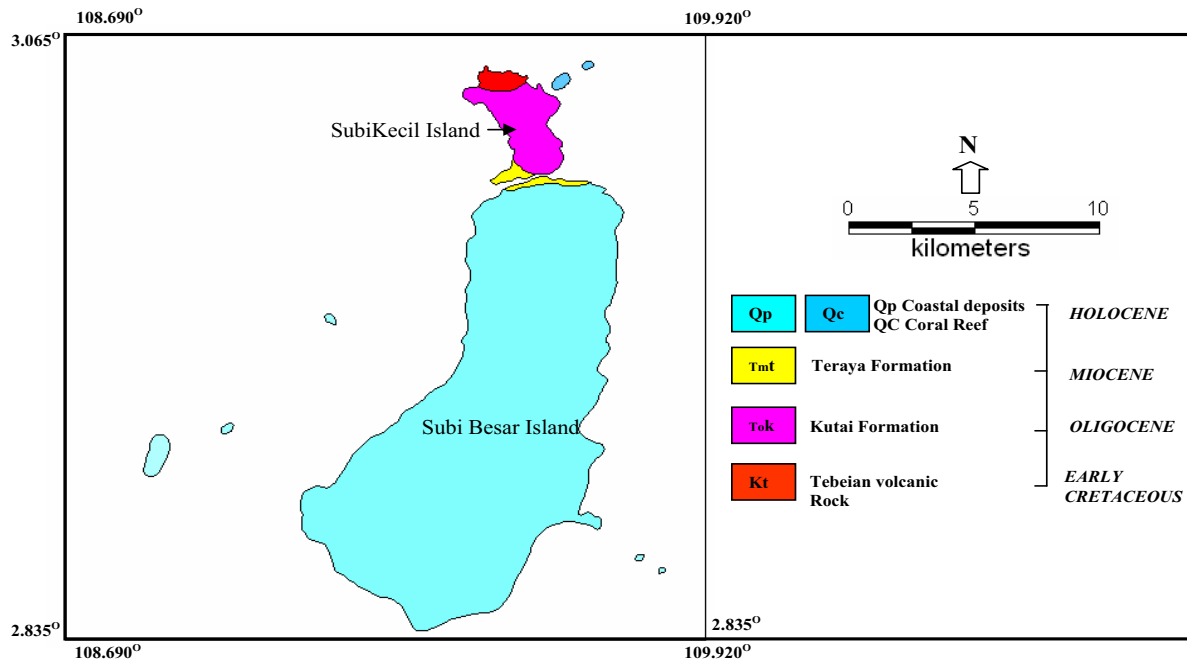 108.690O
109.920O
3.065O
SubiKecil Island
N
0 5 10
kilometers
Qp
Qc
Qp Coastal deposits
QC Coral Reef
HOLOCENE
Tmt
Teraya Formation
MIOCENE
Subi Besar Island
Tok
Kutai Formation
OLIGOCENE
Kt
Tebeian volcanic
Rock
EARLY
CRETACEOUS
2.835O
2.835O
108.690O
109.920O